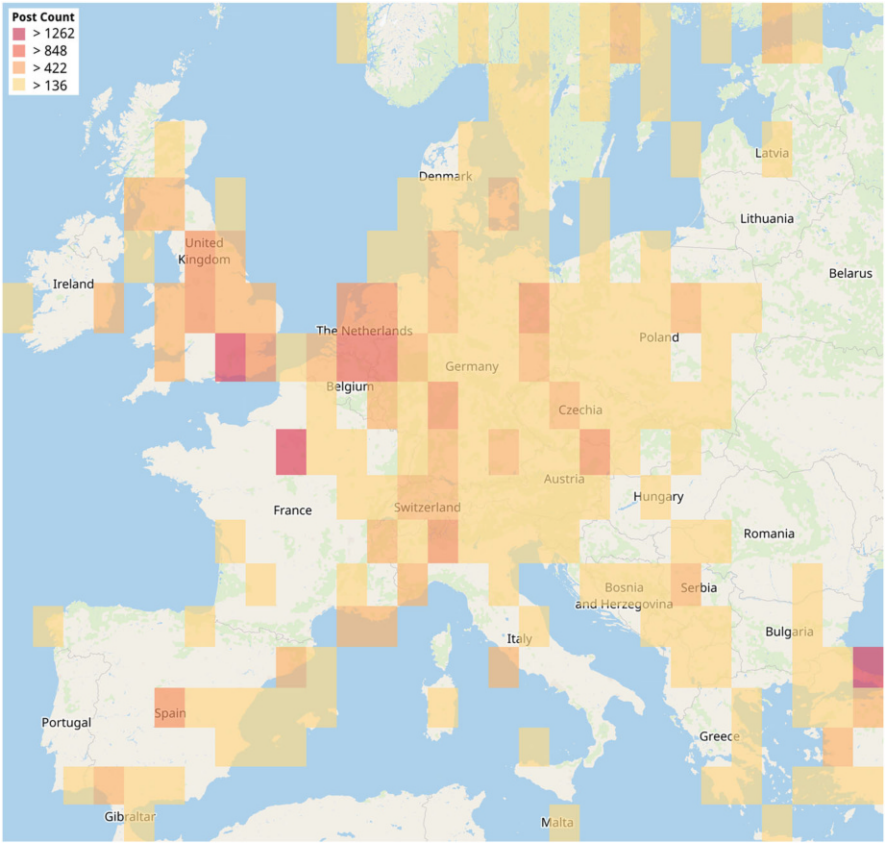 Post Count
> 1262
> 848
> 422
> 136
Latvia
Denmark
Lithuania
United
Kingdom
Belarus
Ireland
The Netherlands
Poland
Germany
Belgium
Czechia
Austria
Hungary
Switzerland
France
Romania
Bosnia
and Herzegovina
Serbia
Bulgaria
Italy
Spain
Portugal
Greece
Gibraltar
Malta